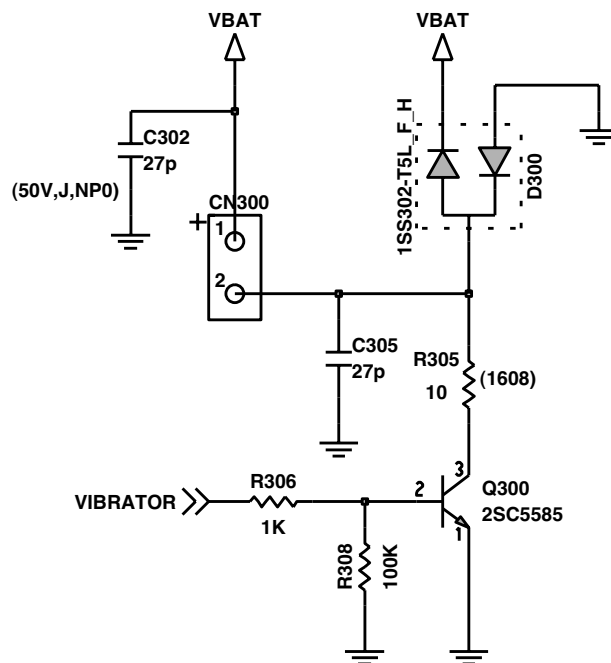 VBAT
VBAT
C302
27p
(50V,J,NP0)
CN300
+
1
2
1SS302-T5L_F_H
D300
C305
27p
R305
10
(1608)
VIBRATOR
R306
1K
R308
100K
2
3
1
Q300
2SC5585